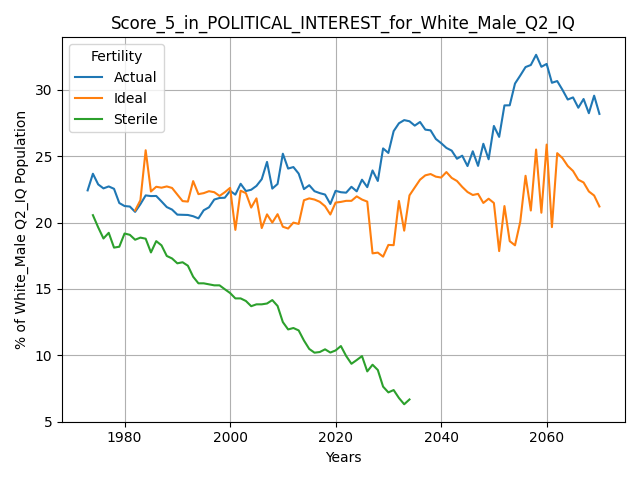 Score_5_in_POLITICAL_INTEREST_for_White_Male_Q2_IQ
Fertility
Actual
Ideal
Sterile
% of White_Male Q2_IQ Population
30
25
20
15
10
5
1980
2000
2020
2040
2060
Years